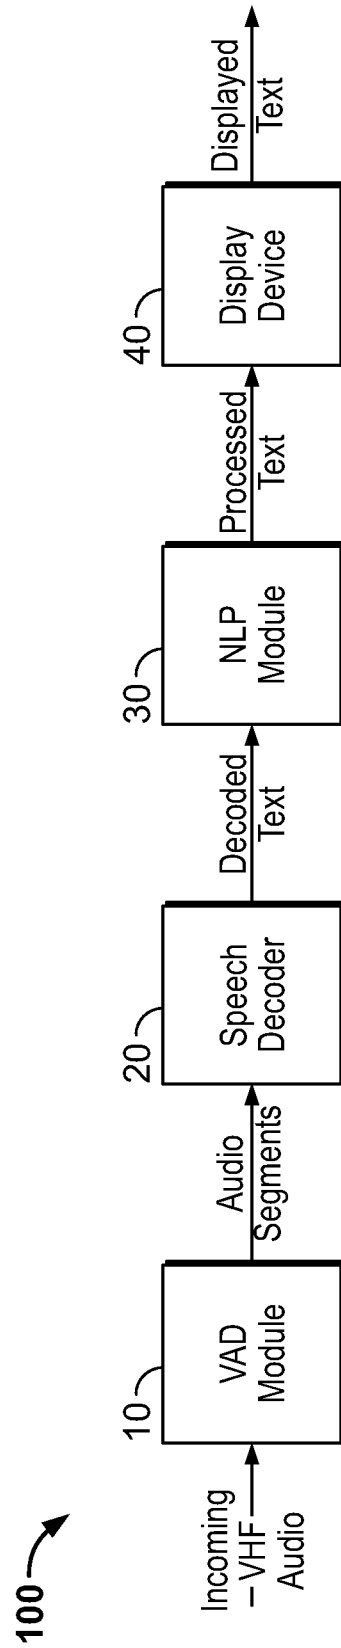 100
Incoming
VHF
Audio
10
VAD
Module
Audio
Segments
20
Speech
Decoder
Decoded
Text
30
NLP
Module
Processed
Text
40
Display
Device
Displayed
Text